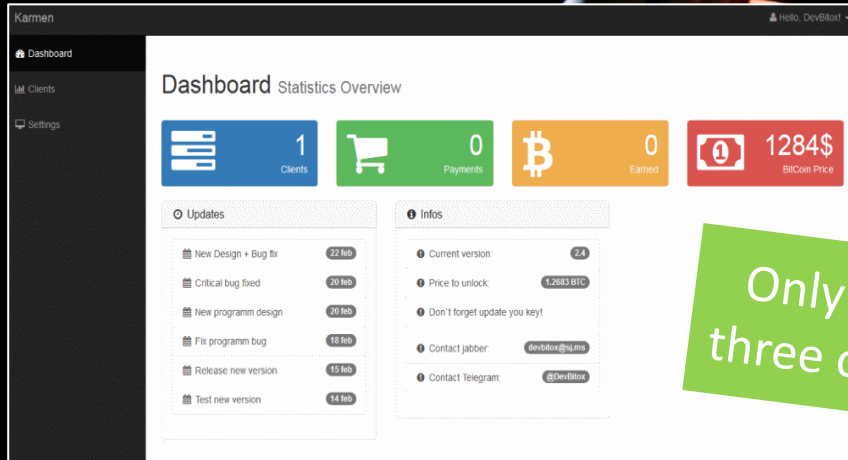 Karmen
Hello, DevBitox!
Dashboard
Clients
Settings
Dashboard Statistics Overview
1
Clients
0
Payments
0
Earned
1284$
BitCoin Price
Updates
New Design + Bug fix 22 feb
Critical bug fixed 20 feb
New programm design 20 feb
Fix programm bug 18 feb
Release new version 15 feb
Test new version 14 feb
Infos
Current version: 2.4
Price to unlock: 1.2683 BTC
Don`t forget update you key!
Contact jabber: devbitox@sj.ms
Contact Telegram: @DevBitox
Only
three